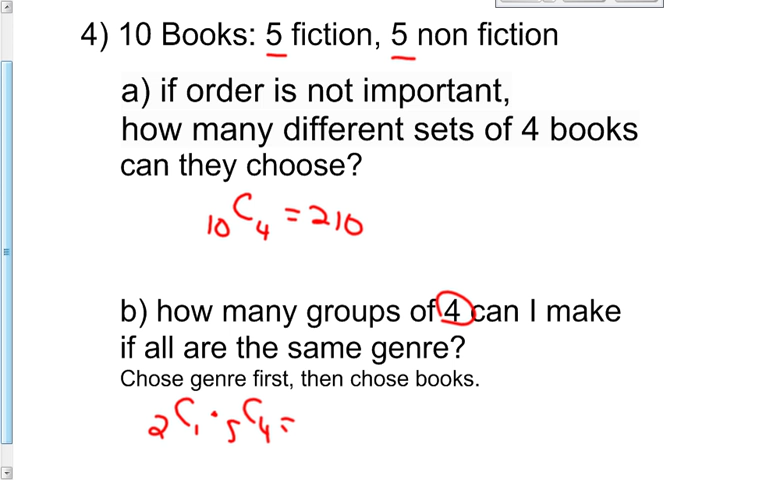 4) 10 Books: 5 fiction, 5 non fiction
a) if order is not important,
how many different sets of 4 books
can they choose?
10C4 = 210
b) how many groups of 4 can I make
if all are the same genre?
Chose genre first, then chose books.
2C1 · 5C4 =